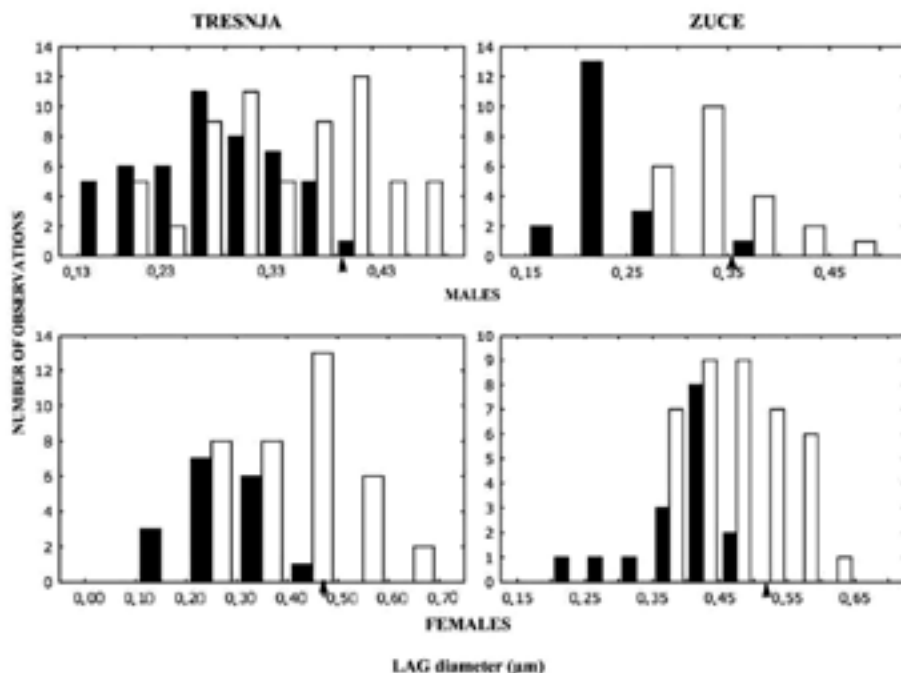 TRESNJA ZUCE
14 14
12 12
10 10
8 8
6 6
4 4
2 2
0 0
0,13 0,23 0,33 0,43 0,15 0,25 0,35 0,45
MALES
NUMBER OF OBSERVATIONS
14 10
12 9
10 8
8 7
6 6
4 5
2 4
0 3
2
1
0
0,00 0,10 0,20 0,30 0,40 0,50 0,60 0,70 0,15 0,25 0,35 0,45 0,55 0,65
FEMALES
LAG diameter (µm)